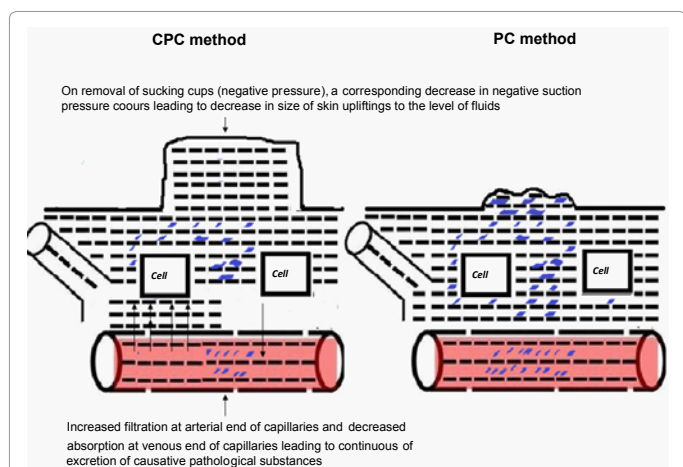 CPC method
PC method
On removal of sucking cups (negative pressure), a corresponding decrease in negative suction
pressure coours leading to decrease in size of skin upliftings to the level of fluids
Cell
Cell
Cell
Cell
Increased filtration at arterial end of capillaries and decreased
absorption at venous end of capillaries leading to continuous of
excretion of causative pathological substances